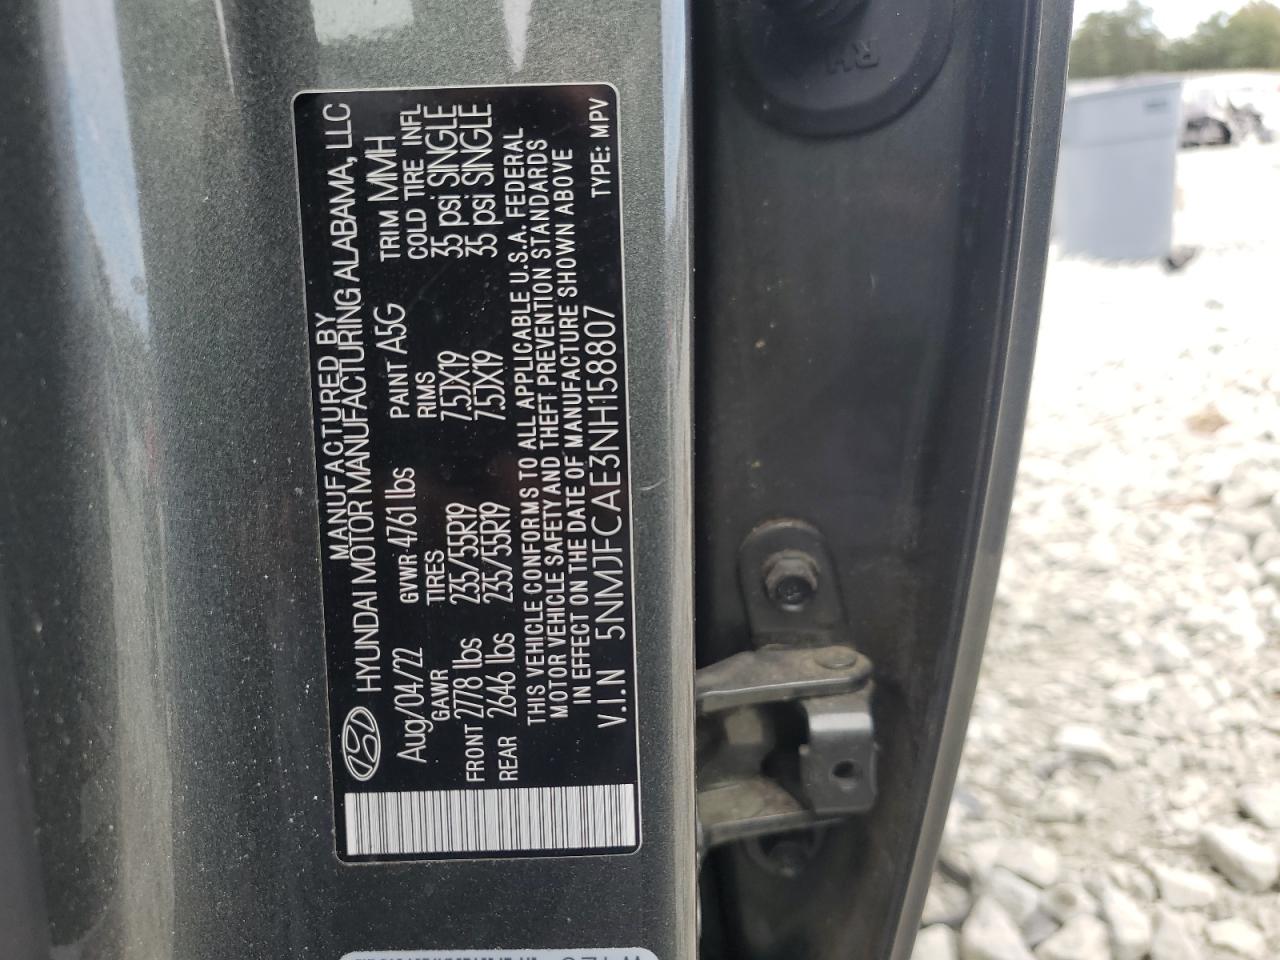 MANUFACTURED BY
HYUNDAI MOTOR MANUFACTURING ALABAMA, LLC
Aug/04/22 GVWR 4761 lbs PAINT A5G TRIM MMH
GAWR TIRES RIMS COLD TIRE INFL
FRONT 2778 lbs 235/55R19 7.5JX19 35 psi SINGLE
REAR 2646 lbs 235/55R19 7.5JX19 35 psi SINGLE
THIS VEHICLE CONFORMS TO ALL APPLICABLE U.S.A. FEDERAL
MOTOR VEHICLE SAFETY AND THEFT PREVENTION STANDARDS
IN EFFECT ON THE DATE OF MANUFACTURE SHOWN ABOVE
V.I.N 5NMJFCAE3NH158807 TYPE: MPV
RH